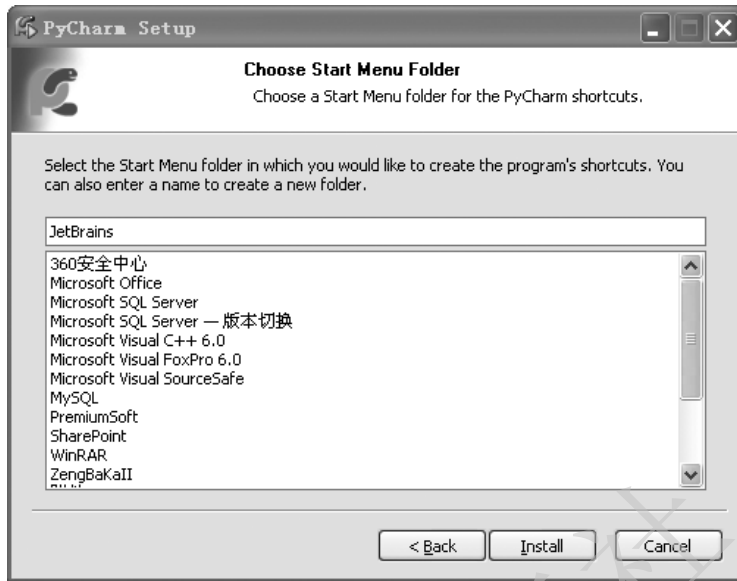 PyCharm Setup
Choose Start Menu Folder
Choose a Start Menu folder for the PyCharm shortcuts.
Select the Start Menu folder in which you would like to create the program's shortcuts. You
can also enter a name to create a new folder.
JetBrains
360安全中心
Microsoft Office
Microsoft SQL Server
Microsoft SQL Server — 版本切换
Microsoft Visual C++ 6.0
Microsoft Visual FoxPro 6.0
Microsoft Visual SourceSafe
MySQL
PremiumSoft
SharePoint
WinRAR
ZengBaKaII
< Back
Install
Cancel